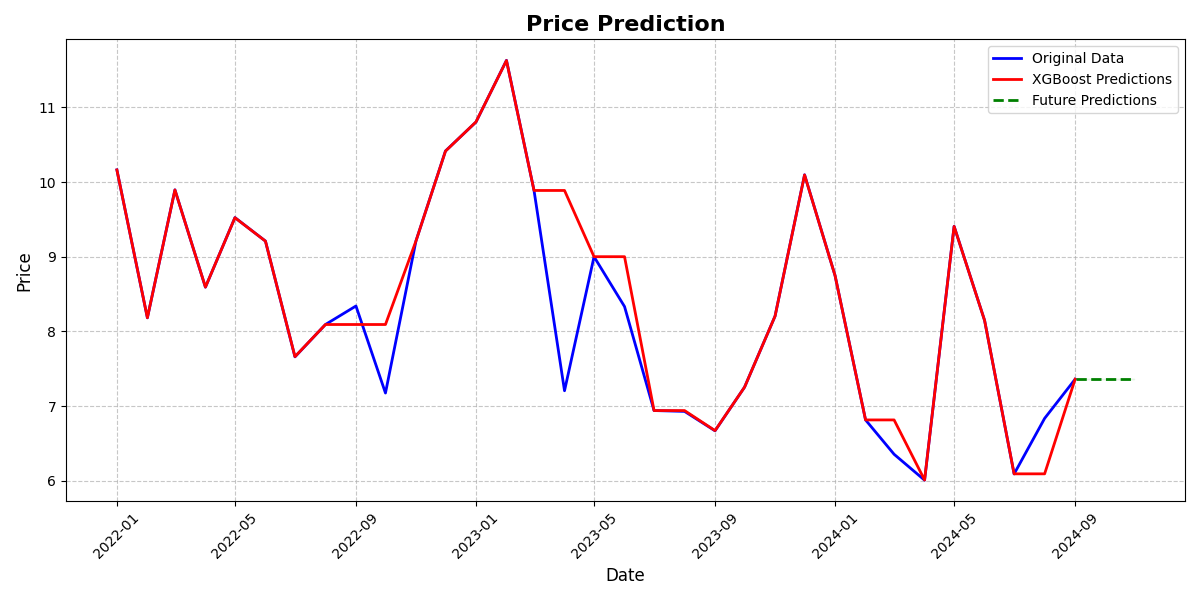 Price Prediction
Original Data
XGBoost Predictions
Future Predictions
Price
11
10
9
8
7
6
2022-01
2022-05
2022-09
2023-01
2023-05
2023-09
2024-01
2024-05
2024-09
Date